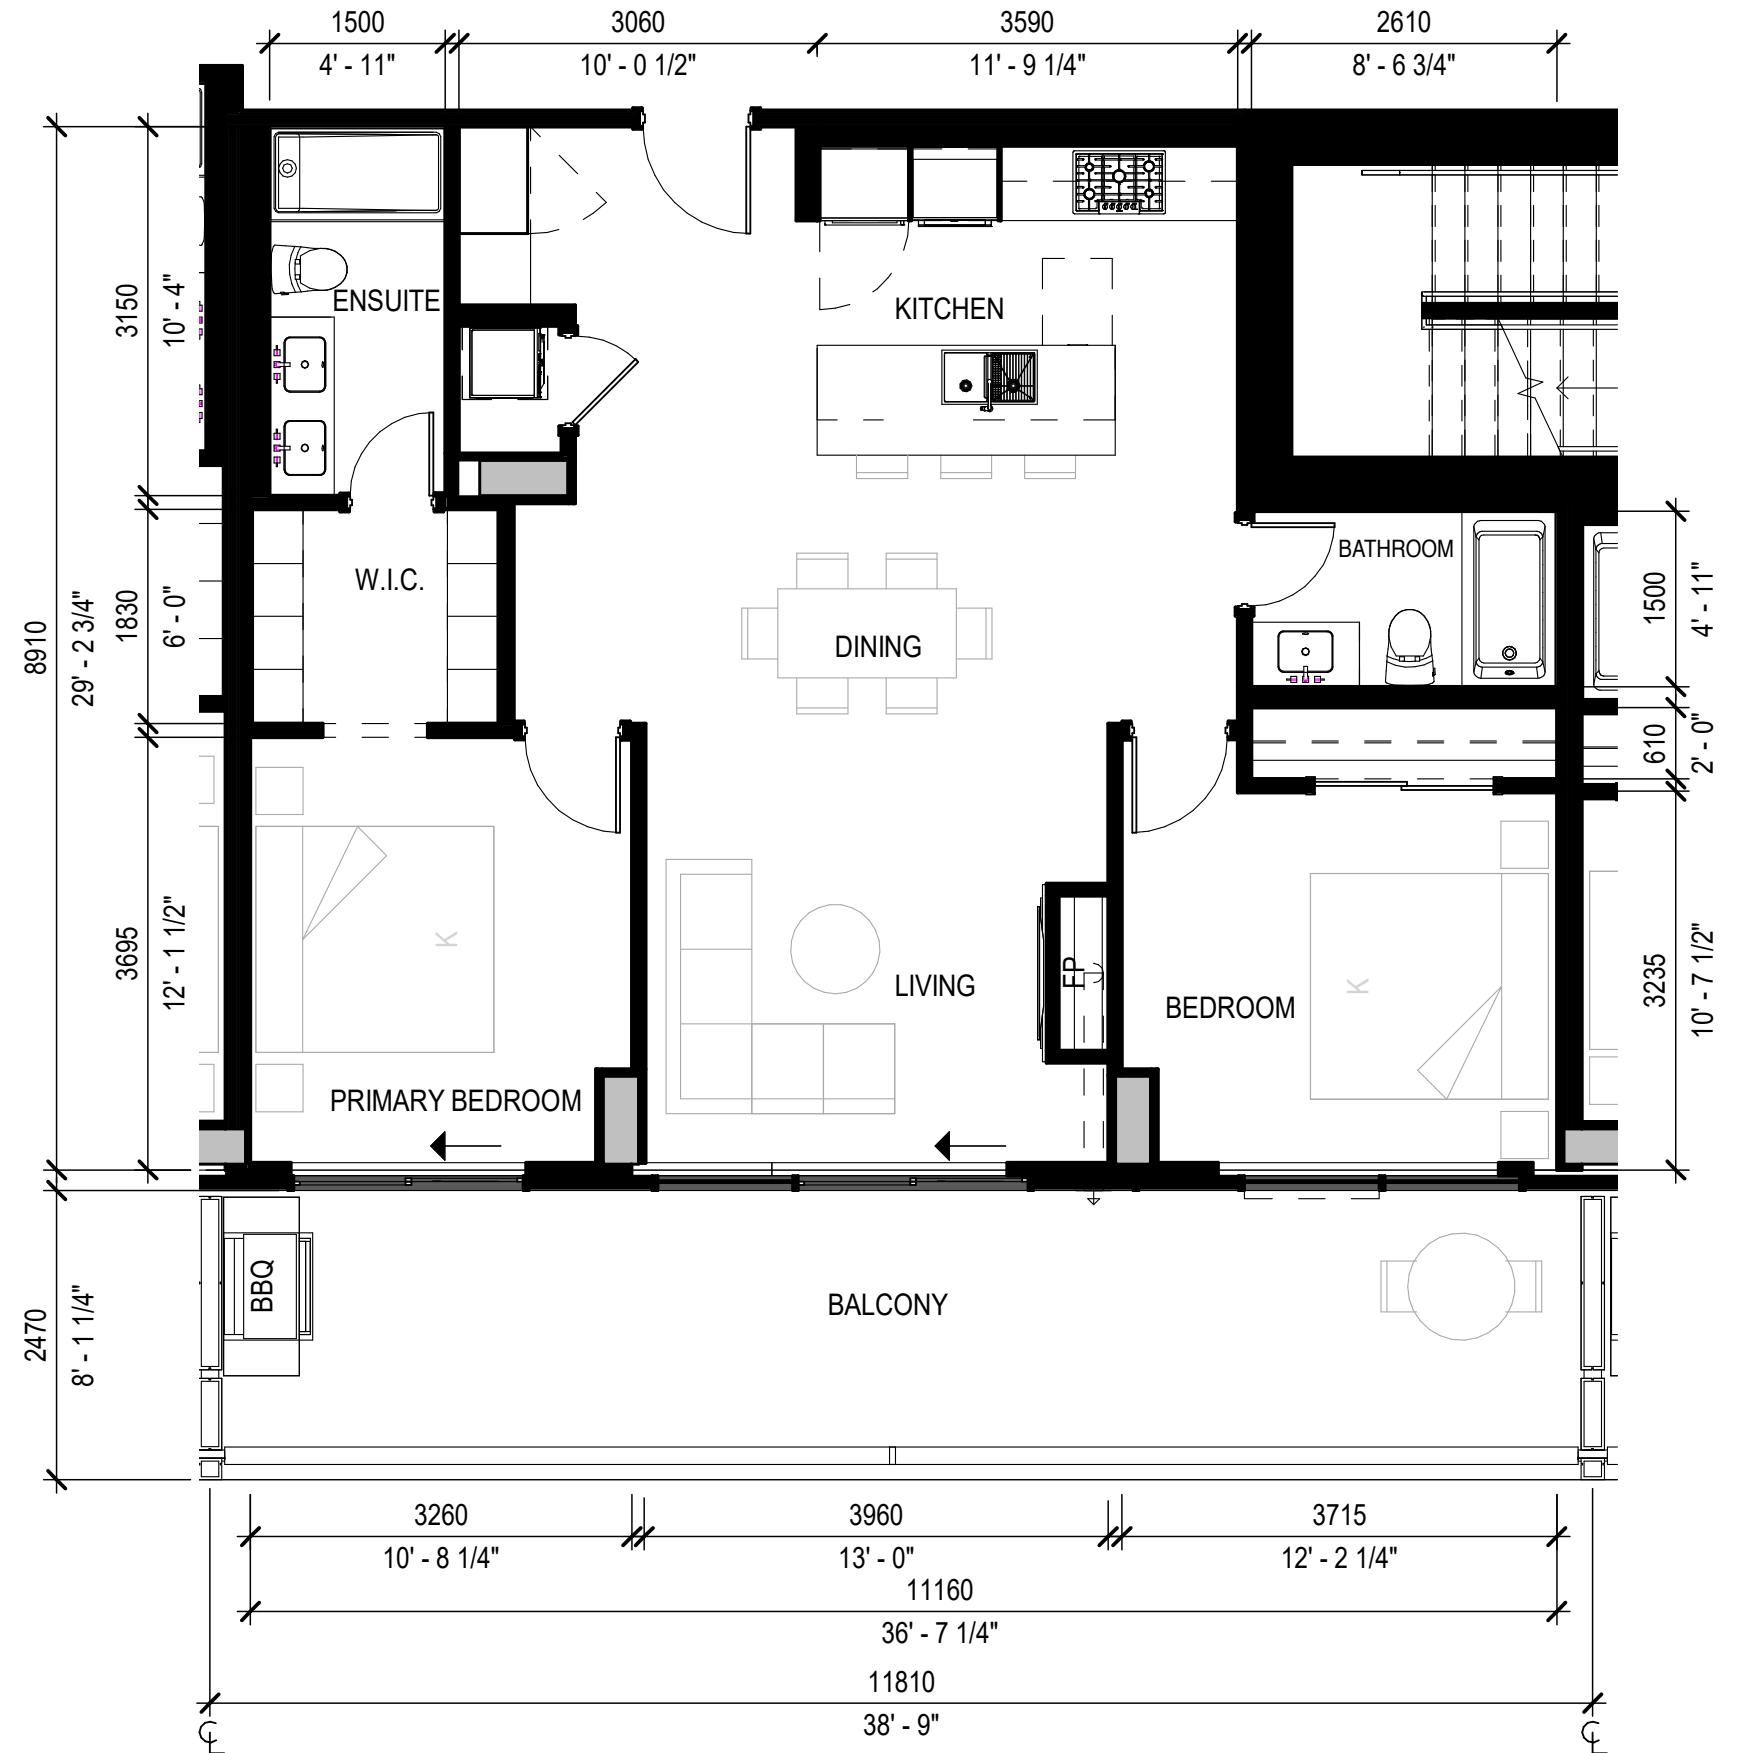 1500
3060
3590
2610
4' - 11"
10' - 0 1/2"
11' - 9 1/4"
8' - 6 3/4"
3150
10' - 4"
ENSUITE
KITCHEN
8910
29' - 2 3/4"
1830
6' - 0"
W.I.C.
DINING
BATHROOM
1500
4' - 11"
610
2' - 0"
3695
12' - 1 1/2"
K
LIVING
FP
BEDROOM
K
3235
10' - 7 1/2"
PRIMARY BEDROOM
2470
8' - 1 1/4"
BBQ
BALCONY
3260
3960
3715
10' - 8 1/4"
13' - 0"
12' - 2 1/4"
11160
36' - 7 1/4"
11810
38' - 9"
℄
℄